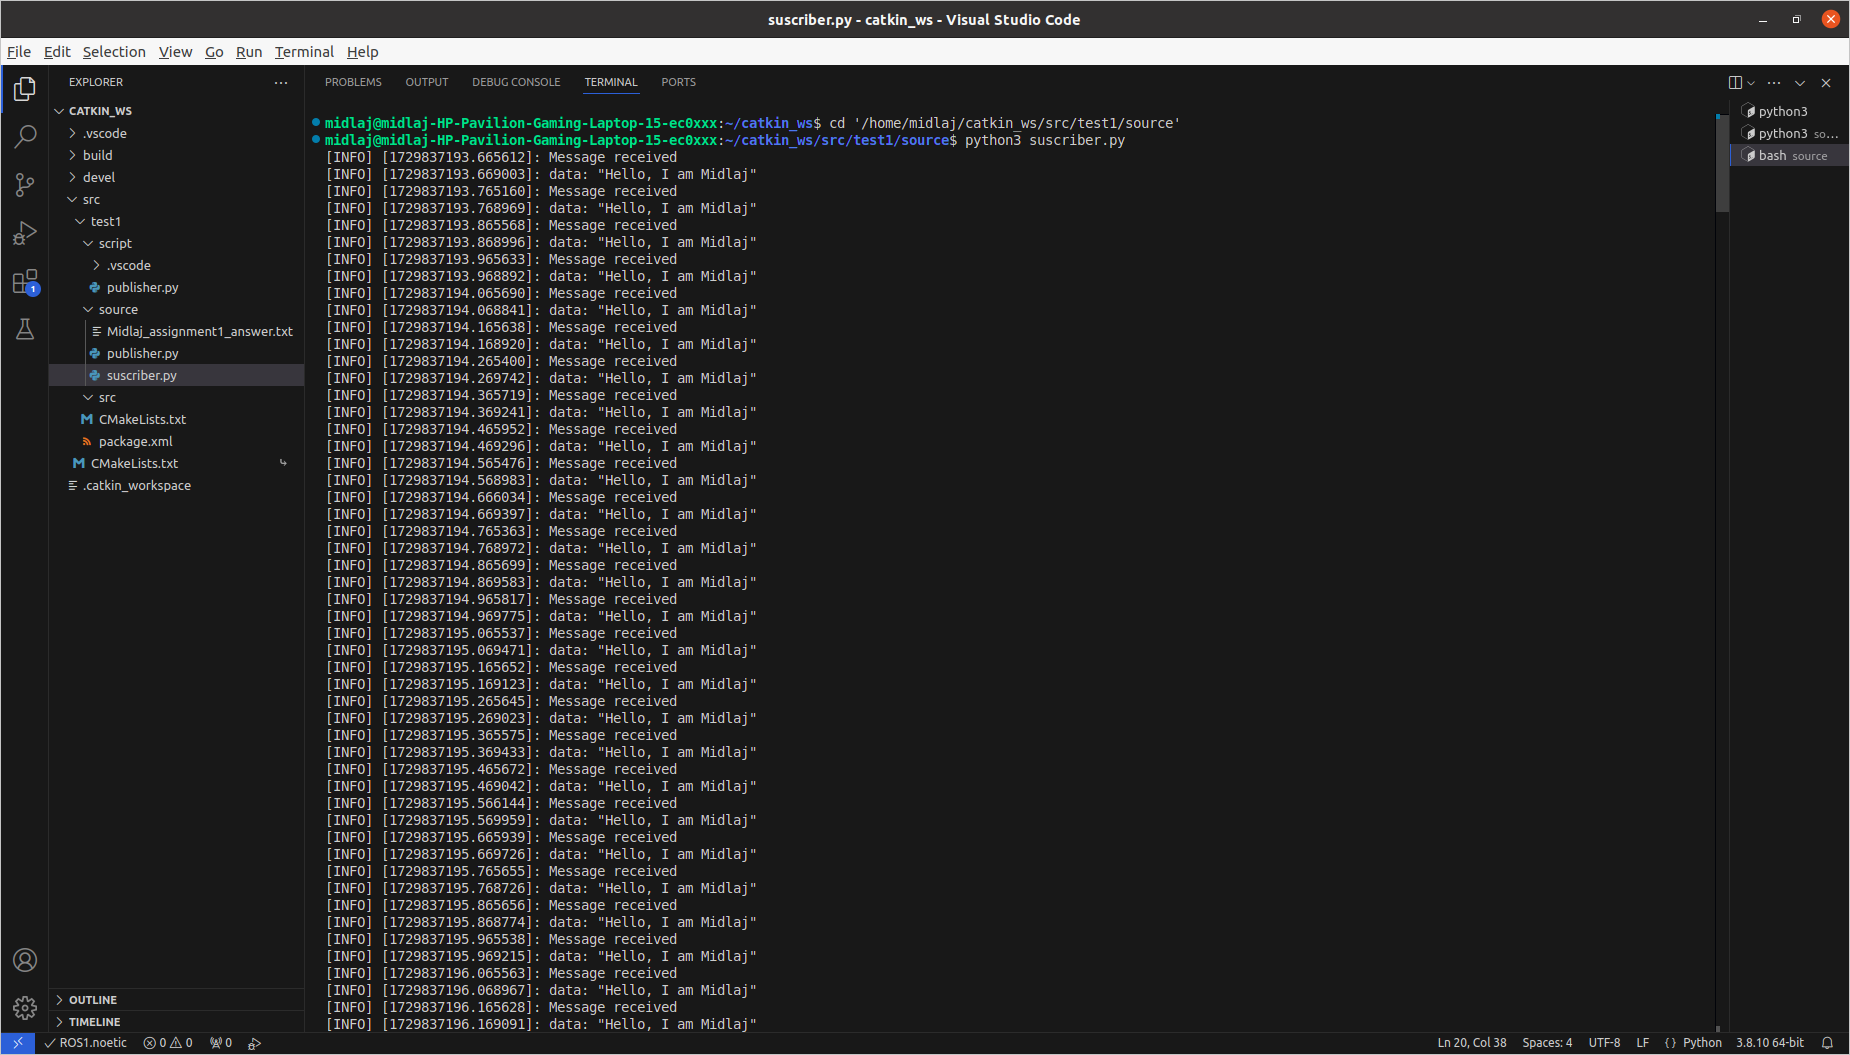 suscriber.py - catkin_ws - Visual Studio Code
File Edit Selection View Go Run Terminal Help
EXPLORER
CATKIN_WS
.vscode
build
devel
src
test1
script
.vscode
publisher.py
source
Midlaj_assignment1_answer.txt
publisher.py
suscriber.py
src
CMakeLists.txt
package.xml
CMakeLists.txt
.catkin_workspace
OUTLINE
TIMELINE
1
PROBLEMS OUTPUT DEBUG CONSOLE TERMINAL PORTS
midlaj@midlaj-HP-Pavilion-Gaming-Laptop-15-ec0xxx:~/catkin_ws$ cd '/home/midlaj/catkin_ws/src/test1/source'
midlaj@midlaj-HP-Pavilion-Gaming-Laptop-15-ec0xxx:~/catkin_ws/src/test1/source$ python3 suscriber.py
[INFO] [1729837193.665612]: Message received
[INFO] [1729837193.669003]: data: "Hello, I am Midlaj"
[INFO] [1729837193.765160]: Message received
[INFO] [1729837193.768969]: data: "Hello, I am Midlaj"
[INFO] [1729837193.865568]: Message received
[INFO] [1729837193.868996]: data: "Hello, I am Midlaj"
[INFO] [1729837193.965633]: Message received
[INFO] [1729837193.968892]: data: "Hello, I am Midlaj"
[INFO] [1729837194.065690]: Message received
[INFO] [1729837194.068841]: data: "Hello, I am Midlaj"
[INFO] [1729837194.165638]: Message received
[INFO] [1729837194.168920]: data: "Hello, I am Midlaj"
[INFO] [1729837194.265400]: Message received
[INFO] [1729837194.269742]: data: "Hello, I am Midlaj"
[INFO] [1729837194.365719]: Message received
[INFO] [1729837194.369241]: data: "Hello, I am Midlaj"
[INFO] [1729837194.465952]: Message received
[INFO] [1729837194.469296]: data: "Hello, I am Midlaj"
[INFO] [1729837194.565476]: Message received
[INFO] [1729837194.568983]: data: "Hello, I am Midlaj"
[INFO] [1729837194.666034]: Message received
[INFO] [1729837194.669397]: data: "Hello, I am Midlaj"
[INFO] [1729837194.765363]: Message received
[INFO] [1729837194.768972]: data: "Hello, I am Midlaj"
[INFO] [1729837194.865699]: Message received
[INFO] [1729837194.869583]: data: "Hello, I am Midlaj"
[INFO] [1729837194.965817]: Message received
[INFO] [1729837194.969775]: data: "Hello, I am Midlaj"
[INFO] [1729837195.065537]: Message received
[INFO] [1729837195.069471]: data: "Hello, I am Midlaj"
[INFO] [1729837195.165652]: Message received
[INFO] [1729837195.169123]: data: "Hello, I am Midlaj"
[INFO] [1729837195.265645]: Message received
[INFO] [1729837195.269023]: data: "Hello, I am Midlaj"
[INFO] [1729837195.365575]: Message received
[INFO] [1729837195.369433]: data: "Hello, I am Midlaj"
[INFO] [1729837195.465672]: Message received
[INFO] [1729837195.469042]: data: "Hello, I am Midlaj"
[INFO] [1729837195.566144]: Message received
[INFO] [1729837195.569959]: data: "Hello, I am Midlaj"
[INFO] [1729837195.665939]: Message received
[INFO] [1729837195.669726]: data: "Hello, I am Midlaj"
[INFO] [1729837195.765655]: Message received
[INFO] [1729837195.768726]: data: "Hello, I am Midlaj"
[INFO] [1729837195.865656]: Message received
[INFO] [1729837195.868774]: data: "Hello, I am Midlaj"
[INFO] [1729837195.965538]: Message received
[INFO] [1729837195.969215]: data: "Hello, I am Midlaj"
[INFO] [1729837196.065563]: Message received
[INFO] [1729837196.068967]: data: "Hello, I am Midlaj"
[INFO] [1729837196.165628]: Message received
[INFO] [1729837196.169091]: data: "Hello, I am Midlaj"
python3
python3 so...
bash source
ROS1.noetic 0 0 0 Ln 20, Col 38 Spaces: 4 UTF-8 LF {} Python 3.8.10 64-bit